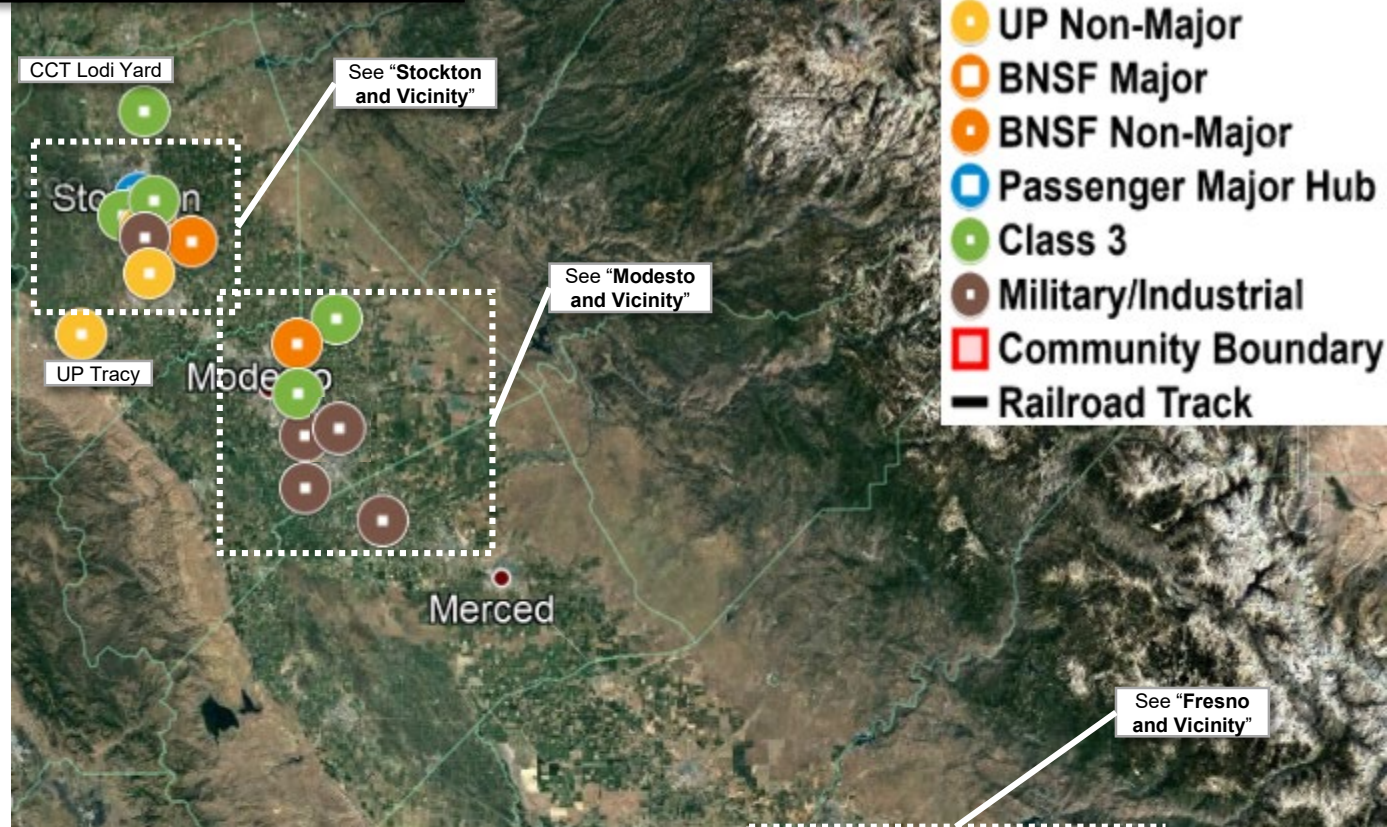 CCT Lodi Yard
See “Stockton
and Vicinity”
UP Tracy
See “Modesto
and Vicinity”
Modesto
Merced
See “Fresno
and Vicinity”
UP Non-Major
BNSF Major
BNSF Non-Major
Passenger Major Hub
Class 3
Military/Industrial
Community Boundary
Railroad Track